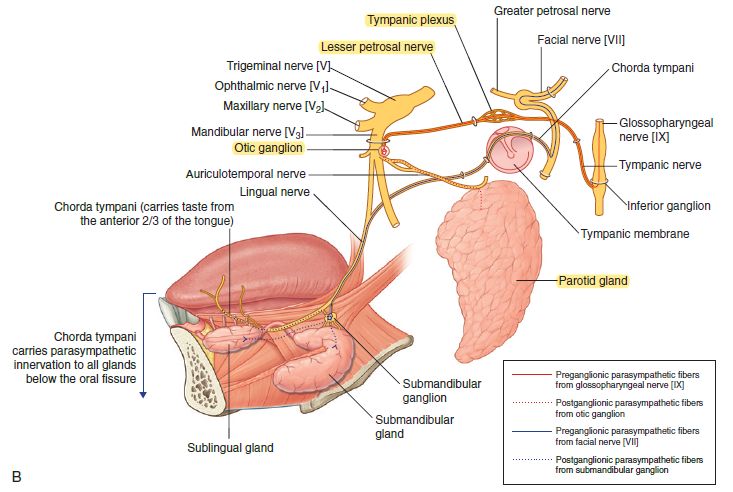 Greater petrosal nerve
Tympanic plexus
Facial nerve [VII]
Lesser petrosal nerve
Trigeminal nerve [V]
Chorda tympani
Ophthalmic nerve [V1]
Maxillary nerve [V2]
Glossopharyngeal
nerve [IX]
Mandibular nerve [V3]
Otic ganglion
Tympanic nerve
Auriculotemporal nerve
Lingual nerve
Inferior ganglion
Chorda tympani (carries taste from
the anterior 2/3 of the tongue)
Tympanic membrane
Parotid gland
Chorda tympani
carries parasympathetic
innervation to all glands
below the oral fissure
Submandibular
ganglion
Submandibular
gland
Sublingual gland
Preganglionic parasympathetic fibers
from glossopharyngeal nerve [IX]
Postganglionic parasympathetic fibers
from otic ganglion
Preganglionic parasympathetic fibers
from facial nerve [VII]
Postganglionic parasympathetic fibers
from submandibular ganglion
B